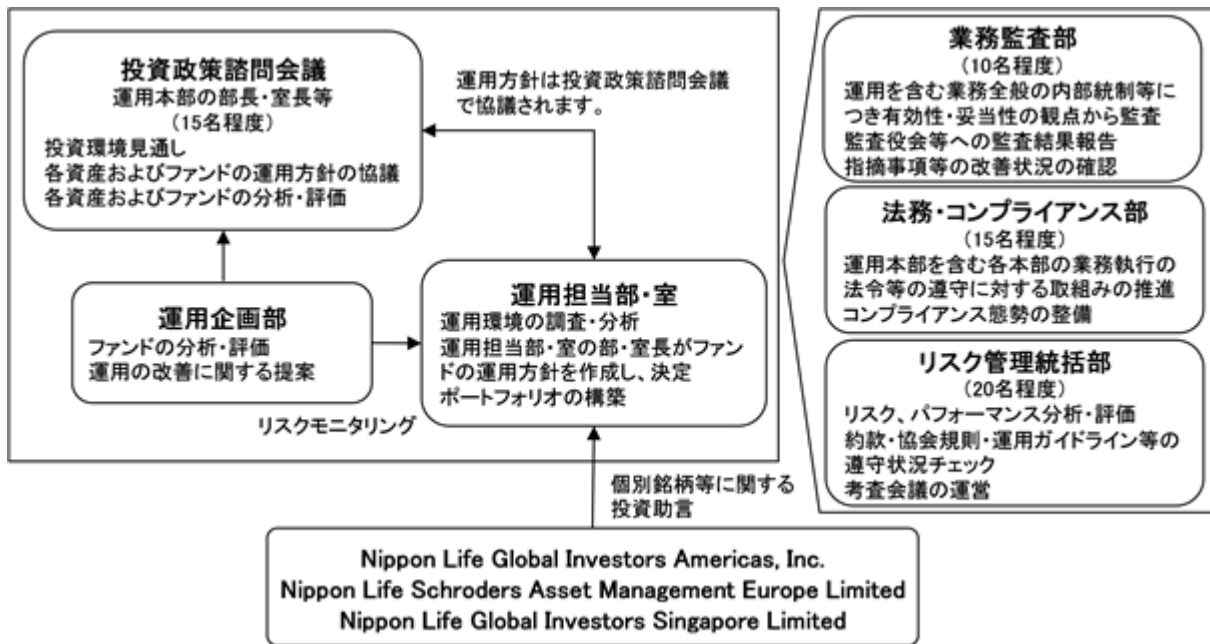 投資政策諮問会議
運用本部の部長・室長等
(15名程度)
投資環境見通し
各資産およびファンドの運用方針の協議
各資産およびファンドの分析・評価
運用方針は投資政策諮問会議
で協議されます。
運用企画部
ファンドの分析・評価
運用の改善に関する提案
リスクモニタリング
運用担当部・室
運用環境の調査・分析
運用担当部・室の部・室長がファン
ドの運用方針を作成し、決定
ポートフォリオの構築
個別銘柄等に関する
投資助言
Nippon Life Global Investors Americas, Inc.
Nippon Life Schroders Asset Management Europe Limited
Nippon Life Global Investors Singapore Limited
業務監査部
(10名程度)
運用を含む業務全般の内部統制等に
つき有効性・妥当性の観点から監査
監査役会等への監査結果報告
指摘事項等の改善状況の確認
法務・コンプライアンス部
(15名程度)
運用本部を含む各本部の業務執行の
法令等の遵守に対する取組みの推進
コンプライアンス態勢の整備
リスク管理統括部
(20名程度)
リスク、パフォーマンス分析・評価
約款・協会規則・運用ガイドライン等の
遵守状況チェック
考査会議の運営